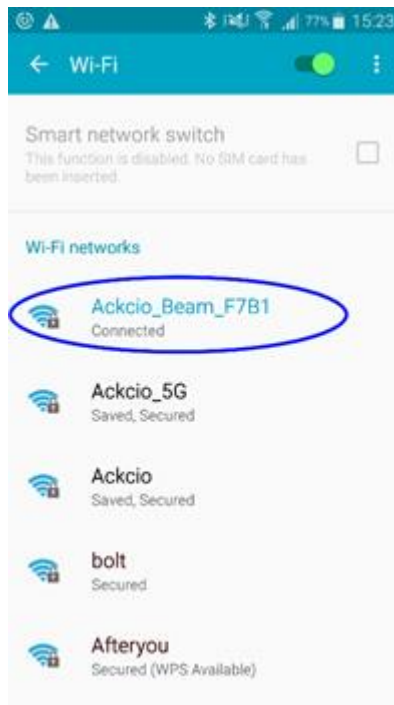 77% 15:23
Wi-Fi
Smart network switch
This function is disabled. No SIM card has
been inserted.
Wi-Fi networks
Ackcio_Beam_F7B1
Connected
Ackcio_5G
Saved, Secured
Ackcio
Saved, Secured
bolt
Secured
Afteryou
Secured (WPS Available)